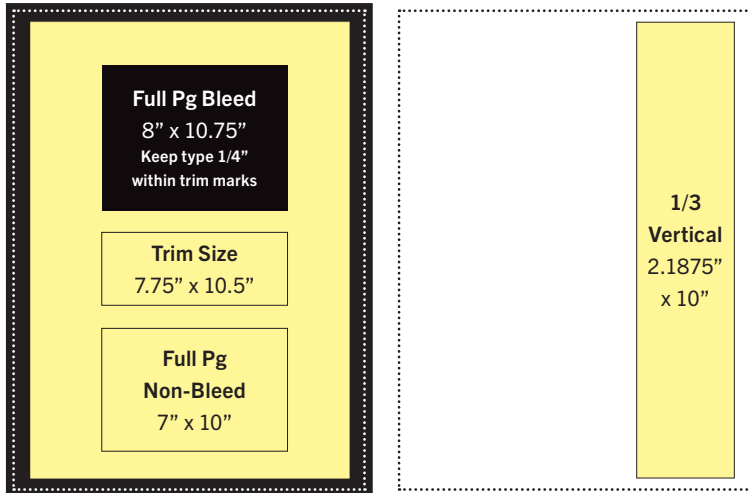 Full Pg Bleed
8” x 10.75”
Keep type 1/4”
within trim marks
Trim Size
7.75” x 10.5”
Full Pg
Non-Bleed
7” x 10”
1/3
Vertical
2.1875”
x 10”